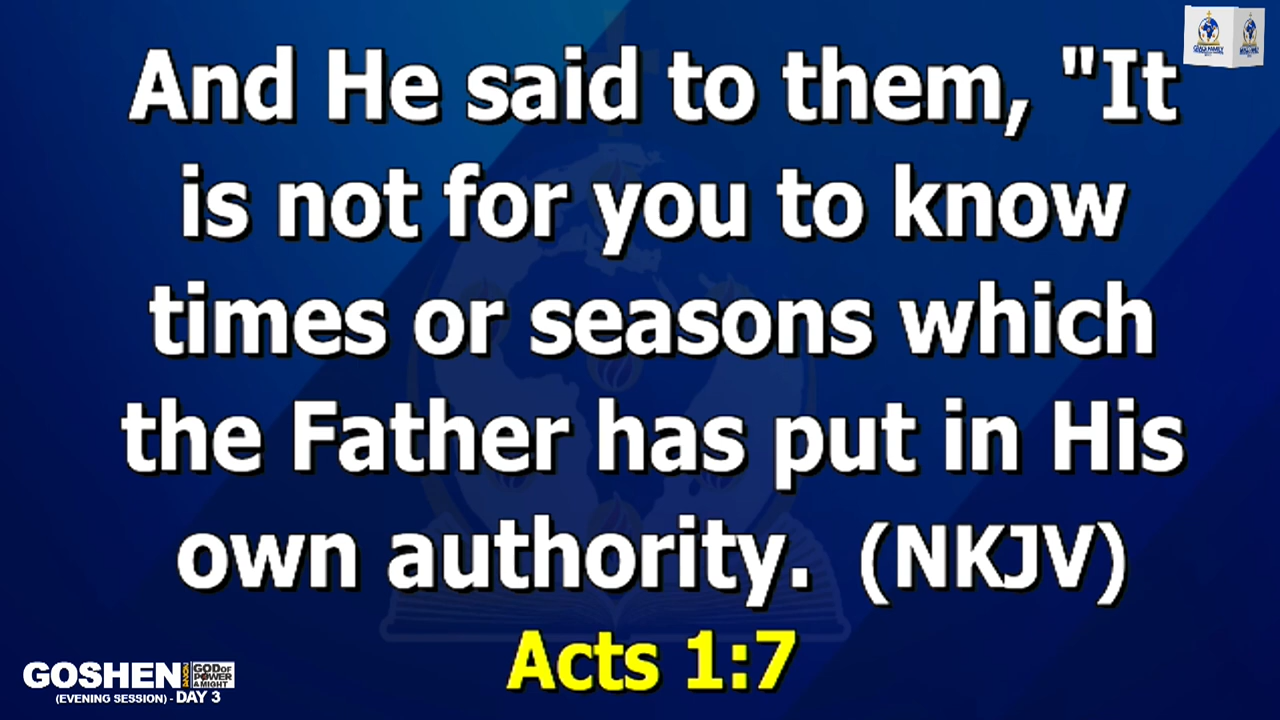 And He said to them, "It
is not for you to know
times or seasons which
the Father has put in His
own authority. (NKJV)
Acts 1:7
GOSHEN
GOD OF
POWER
& MIGHT
(EVENING SESSION) - DAY 3